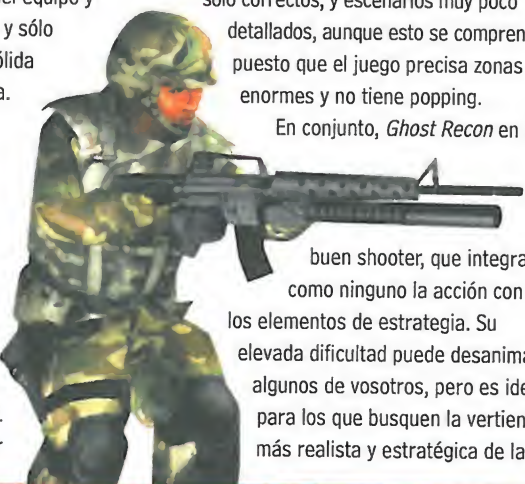 el equipo y
y sólo
ólida
a.
sólo correctos, y escenarios muy poco
detallados, aunque esto se compren
puesto que el juego precisa zonas
enormes y no tiene popping.
En conjunto, Ghost Recon en
buen shooter, que integra
como ninguno la acción con
los elementos de estrategia. Su
elevada dificultad puede desanima
algunos de vosotros, pero es ide
para los que busquen la vertien
más realista y estratégica de la